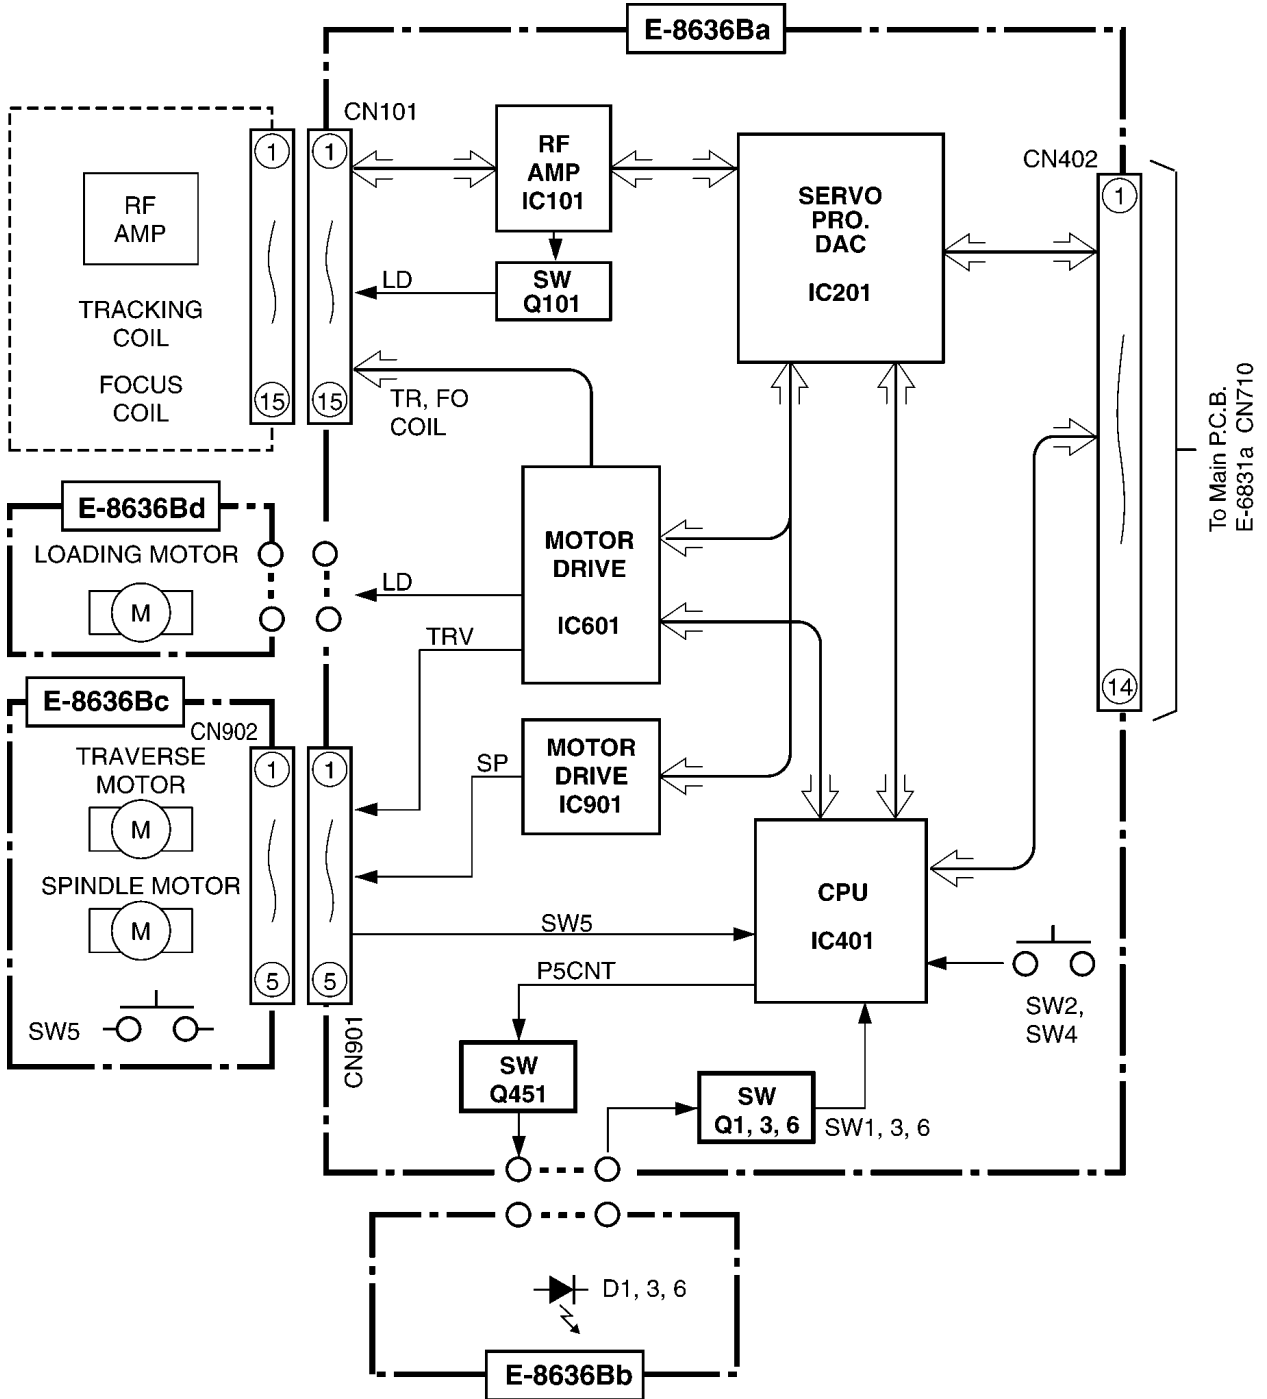 E-8636Ba
CN101
1
1
RF
AMP
IC101
SERVO
PRO.
DAC
IC201
CN402
1
RF
AMP
SW
Q101
LD
TRACKING
COIL
FOCUS
COIL
15
15
TR, FO
COIL
To Main P.C.B.
E-6831a CN710
E-8636Bd
LOADING MOTOR
M
LD
MOTOR
DRIVE
IC601
TRV
14
E-8636Bc
CN902
TRAVERSE
MOTOR
M
1
1
SP
MOTOR
DRIVE
IC901
SPINDLE MOTOR
M
CPU
IC401
SW5
P5CNT
5
5
SW5
CN901
SW2,
SW4
SW
Q451
SW
Q1, 3, 6
SW1, 3, 6
D1, 3, 6
E-8636Bb